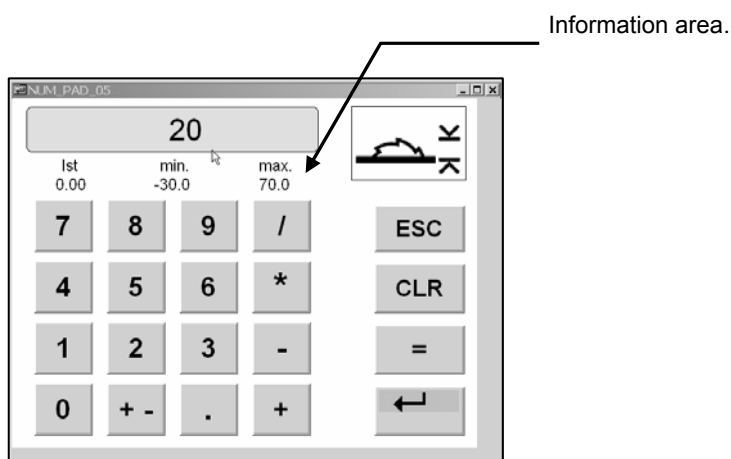 Information area.
NUM_PAD_05
20
Ist min. max.
0.00 -30.0 70.0
7 8 9 / ESC
4 5 6 * CLR
1 2 3 - =
0 + - . +